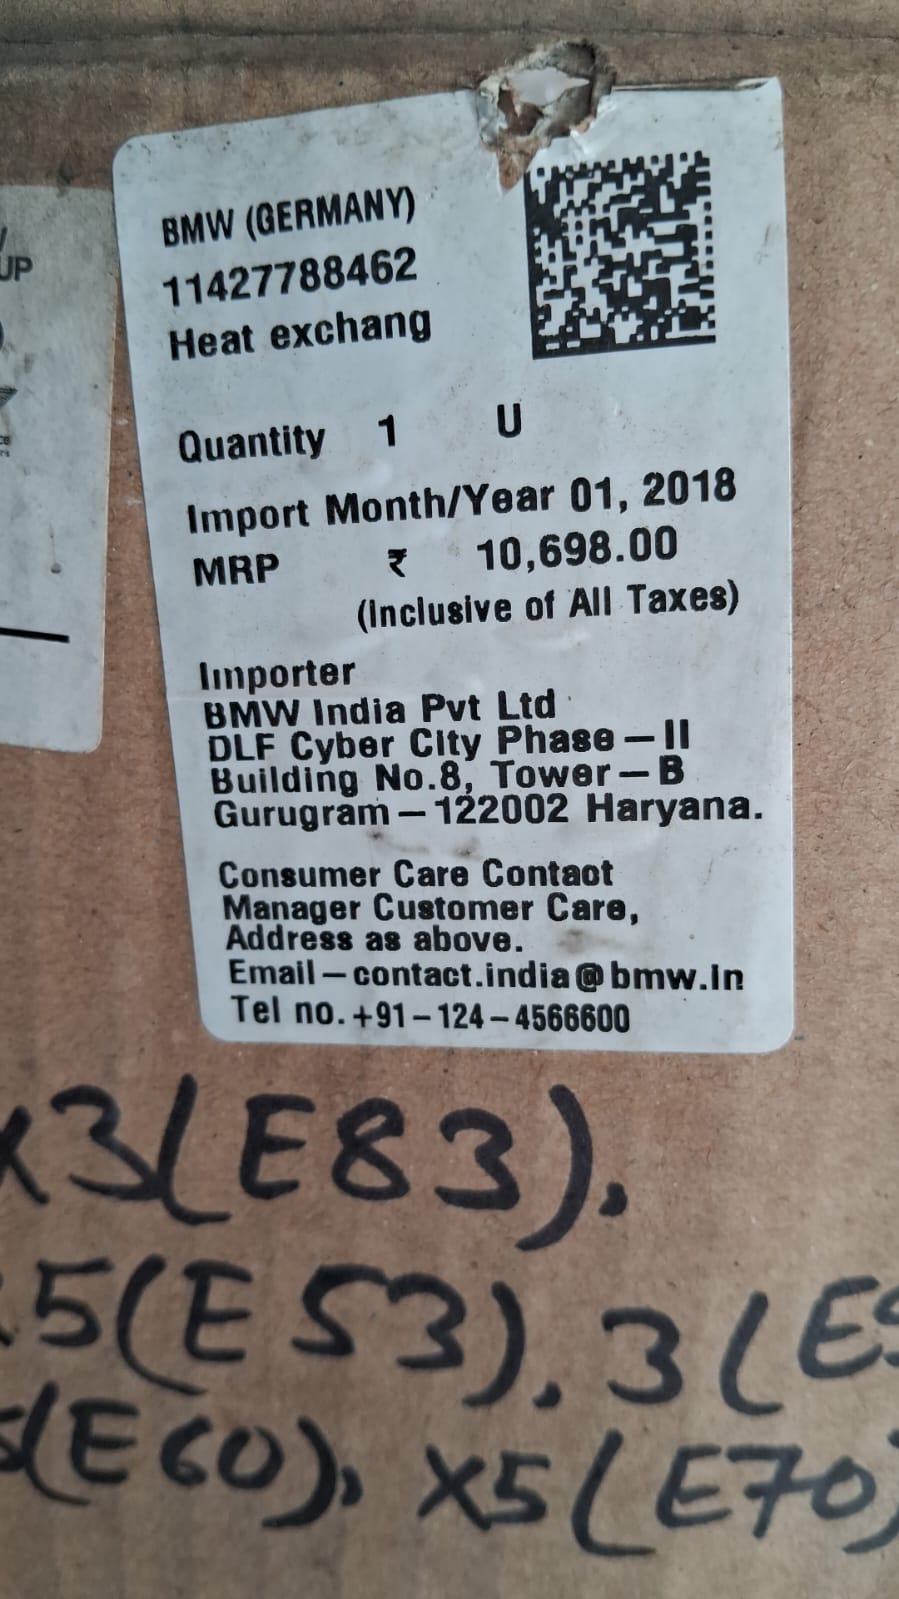 UP
BMW (GERMANY)
11427788462
Heat exchang
Quantity 1 U
Import Month/Year 01, 2018
MRP ₹ 10,698.00
(Inclusive of All Taxes)
Importer
BMW India Pvt Ltd
DLF Cyber City Phase – II
Building No.8, Tower – B
Gurugram – 122002 Haryana.
Consumer Care Contact
Manager Customer Care,
Address as above.
Email – contact.india@bmw.in
Tel no. +91 – 124 – 4566600
X3(E83).
5(E53). 3(E
(E60), X5(E70)